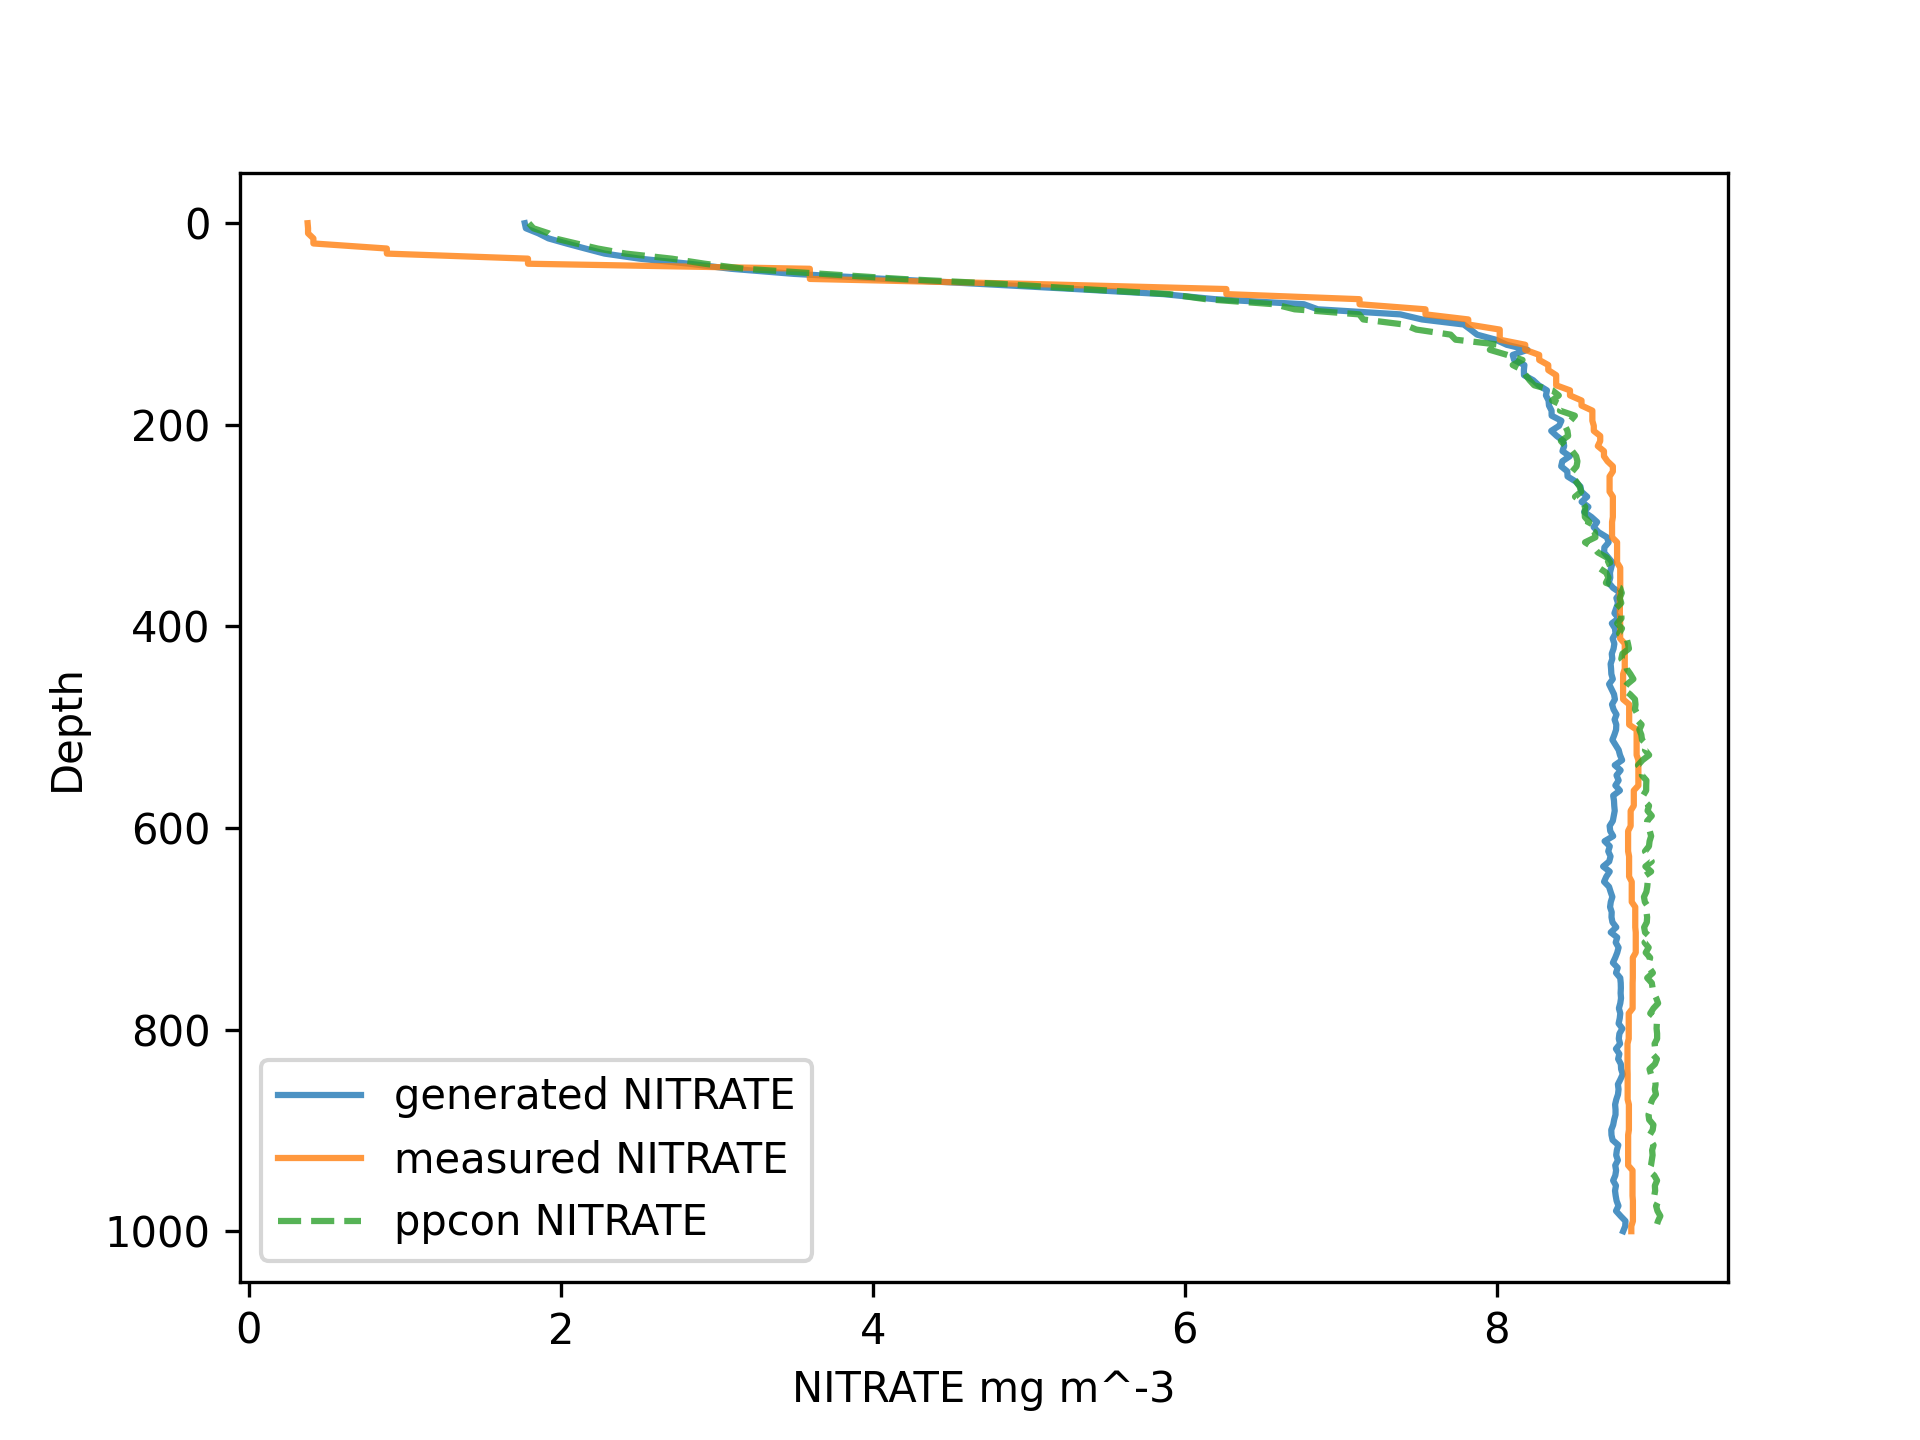 0
200
400
600
800
1000
Depth
generated NITRATE
measured NITRATE
ppcon NITRATE
0 2 4 6 8
NITRATE mg m^-3